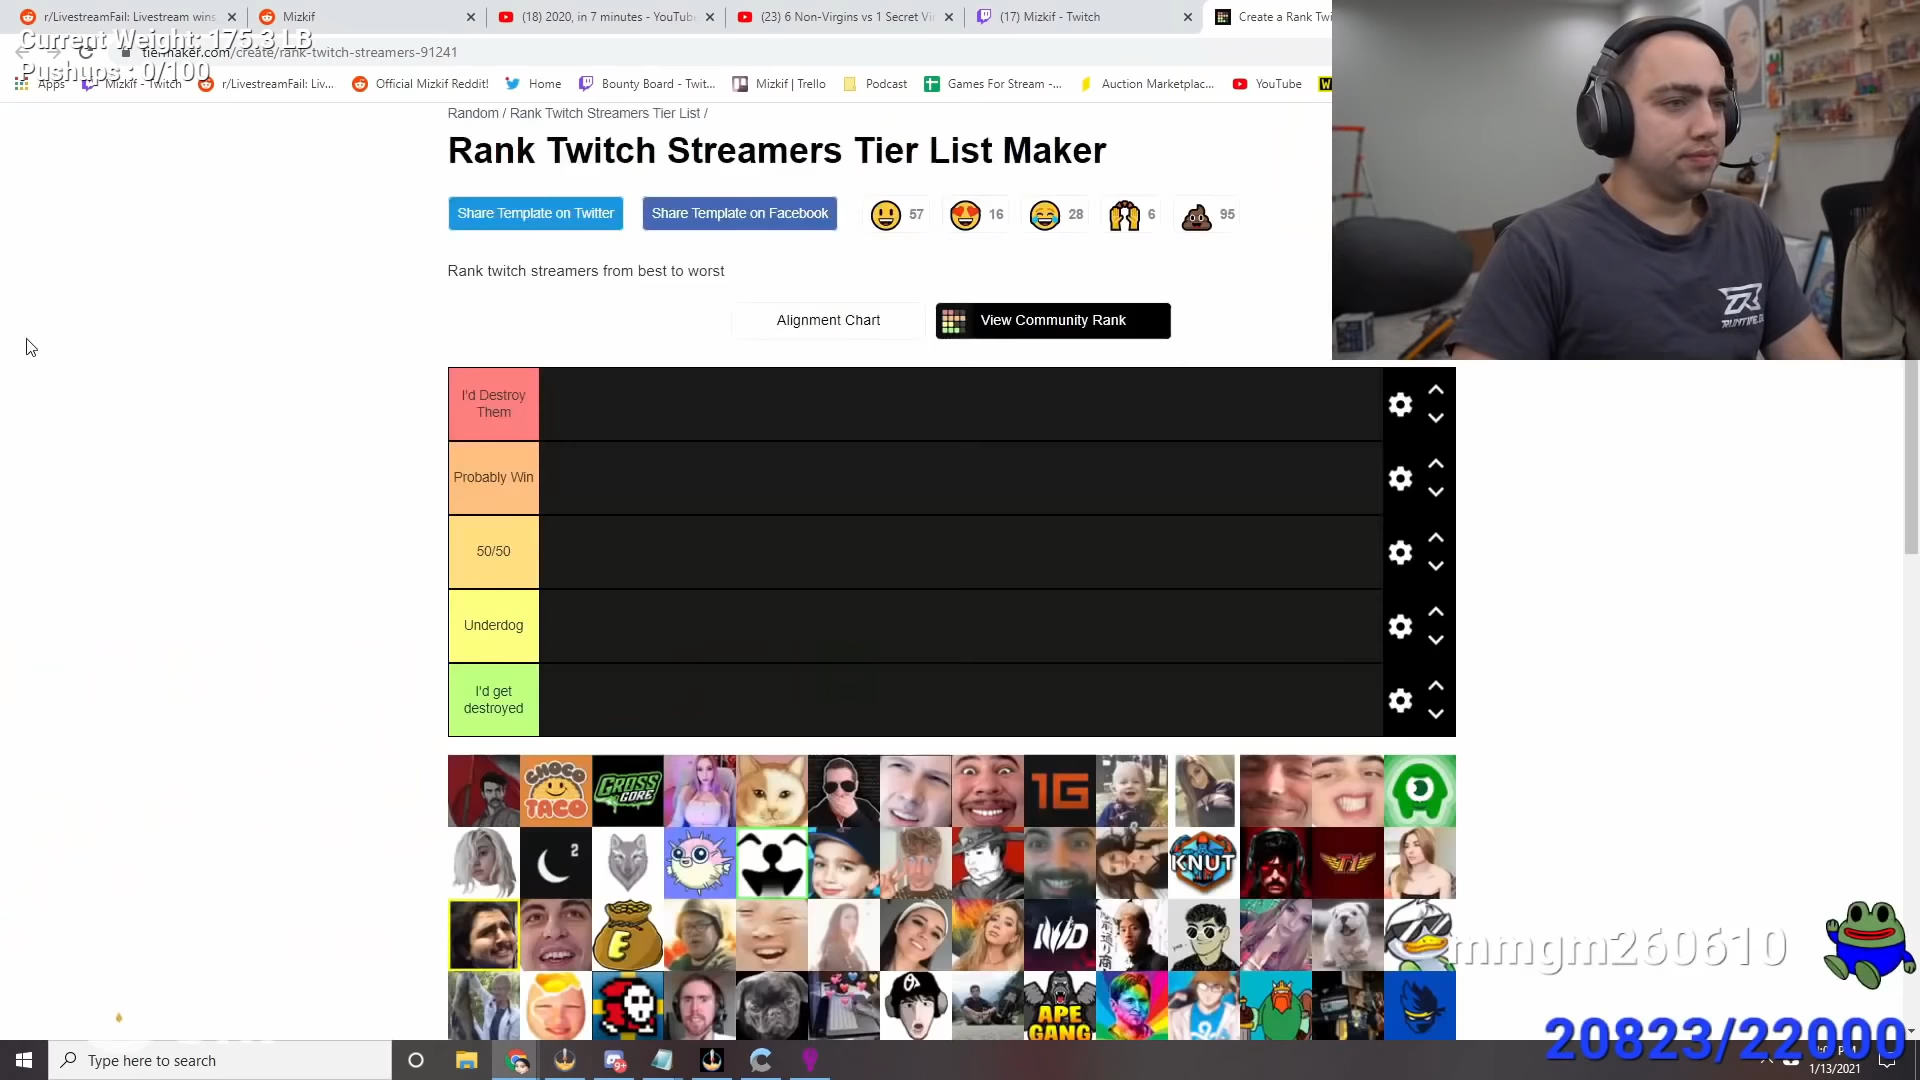 r/LivestreamFail: Livestream wins
Mizkif
(18) 2020, in 7 minutes - YouTube
(23) 6 Non-Virgins vs 1 Secret Vi
(17) Mizkif - Twitch
Create a Rank Twi
Current Weight: 175.3 LB
tiermaker.com/create/rank-twitch-streamers-91241
Pushups : 0/100
Apps
Mizkif - Twitch
r/LivestreamFail: Liv...
Official Mizkif Reddit!
Home
Bounty Board - Twit...
Mizkif | Trello
Podcast
Games For Stream -...
Auction Marketplac...
YouTube
Random / Rank Twitch Streamers Tier List /
Rank Twitch Streamers Tier List Maker
Share Template on Twitter
Share Template on Facebook
57
16
28
6
95
Rank twitch streamers from best to worst
Alignment Chart
View Community Rank
I'd Destroy
Them
Probably Win
50/50
Underdog
I'd get
destroyed
CHOCO
TACO
GROSS
GORE
1G
2
KNUT
E
NVD
APE
GANG
mmgm260610
20823/22000
Type here to search
9+
1/13/2021